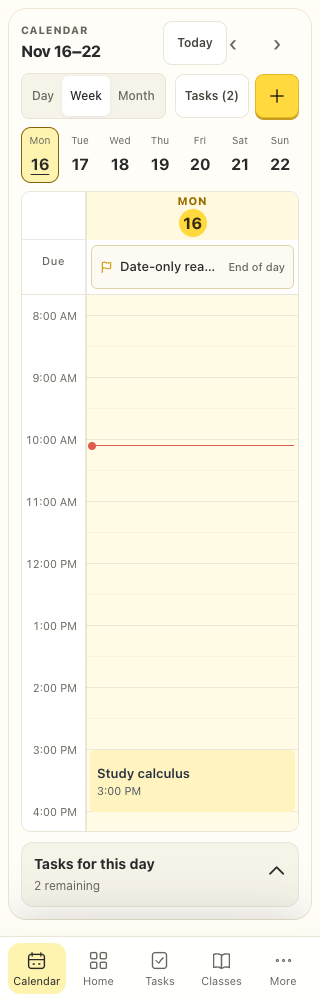 CALENDAR
Nov 16–22
Today
Day Week Month
Tasks (2)
Mon Tue Wed Thu Fri Sat Sun
16 17 18 19 20 21 22
MON
16
Due
Date-only rea...
End of day
8:00 AM
9:00 AM
10:00 AM
11:00 AM
12:00 PM
1:00 PM
2:00 PM
3:00 PM
Study calculus
3:00 PM
4:00 PM
Tasks for this day
2 remaining
Calendar Home Tasks Classes More